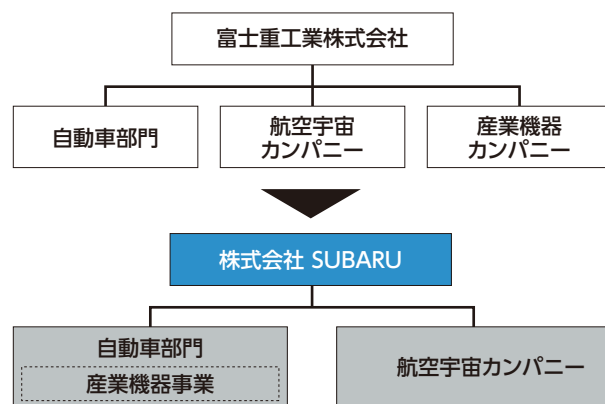 富士重工業株式会社
自動車部門
航空宇宙
カンパニー
産業機器
カンパニー
株式会社 SUBARU
自動車部門
産業機器事業
航空宇宙カンパニー